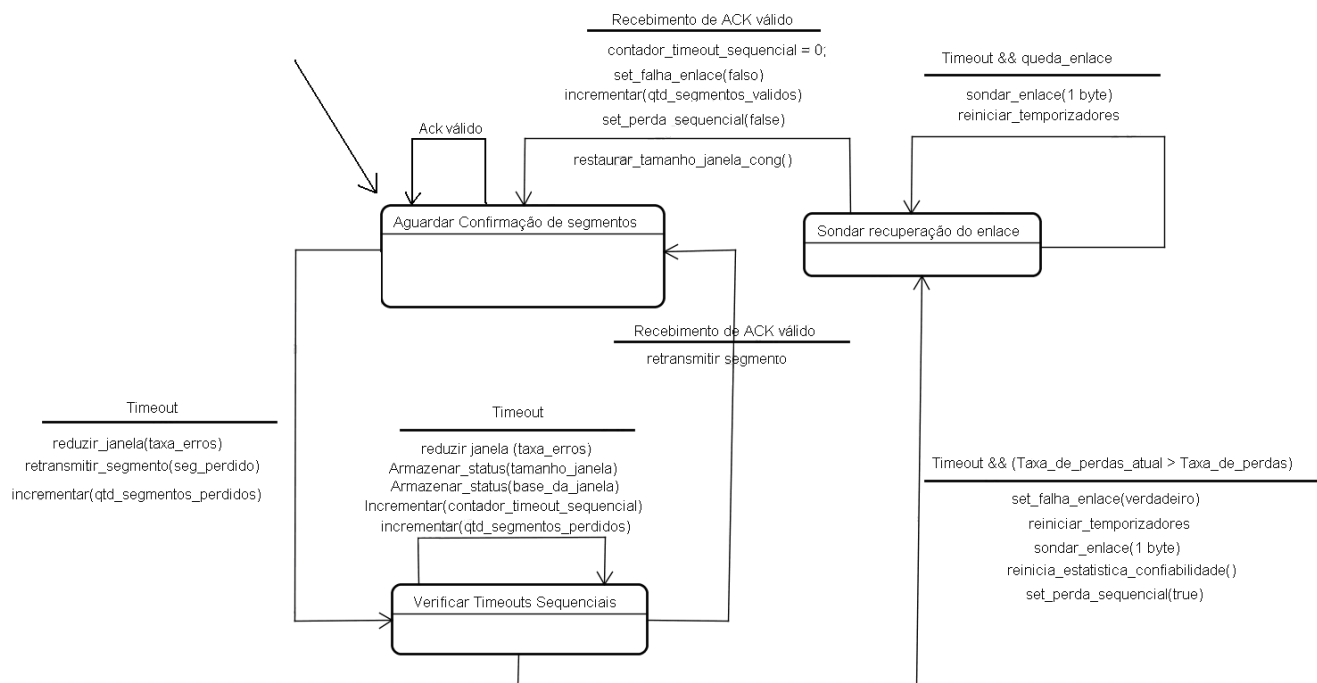 Recebimento de ACK válido
contador_timeout_sequencial = 0;
set_falha_enlace(falso)
incrementar(qtd_segmentos_validos)
set_perda sequencial(false)
restaurar_tamanho_janela_cong()
Timeout && queda_enlace
sondar_enlace(1 byte)
reiniciar_temporizadores
Ack válido
Aguardar Confirmação de segmentos
Sondar recuperação do enlace
Recebimento de ACK válido
retransmitir segmento
Timeout
reduzir_janela(taxa_erros)
retransmitir_segmento(seg_perdido)
incrementar(qtd_segmentos_perdidos)
Timeout
reduzir janela (taxa_erros)
Armazenar_status(tamanho_janela)
Armazenar_status(base_da_janela)
Incrementar(contador_timeout_sequencial)
incrementar(qtd_segmentos_perdidos)
Verificar Timeouts Sequenciais
Timeout && (Taxa_de_perdas_atual > Taxa_de_perdas)
set_falha_enlace(verdadeiro)
reiniciar_temporizadores
sondar_enlace(1 byte)
reinicia_estatistica_confiabilidade()
set_perda_sequencial(true)